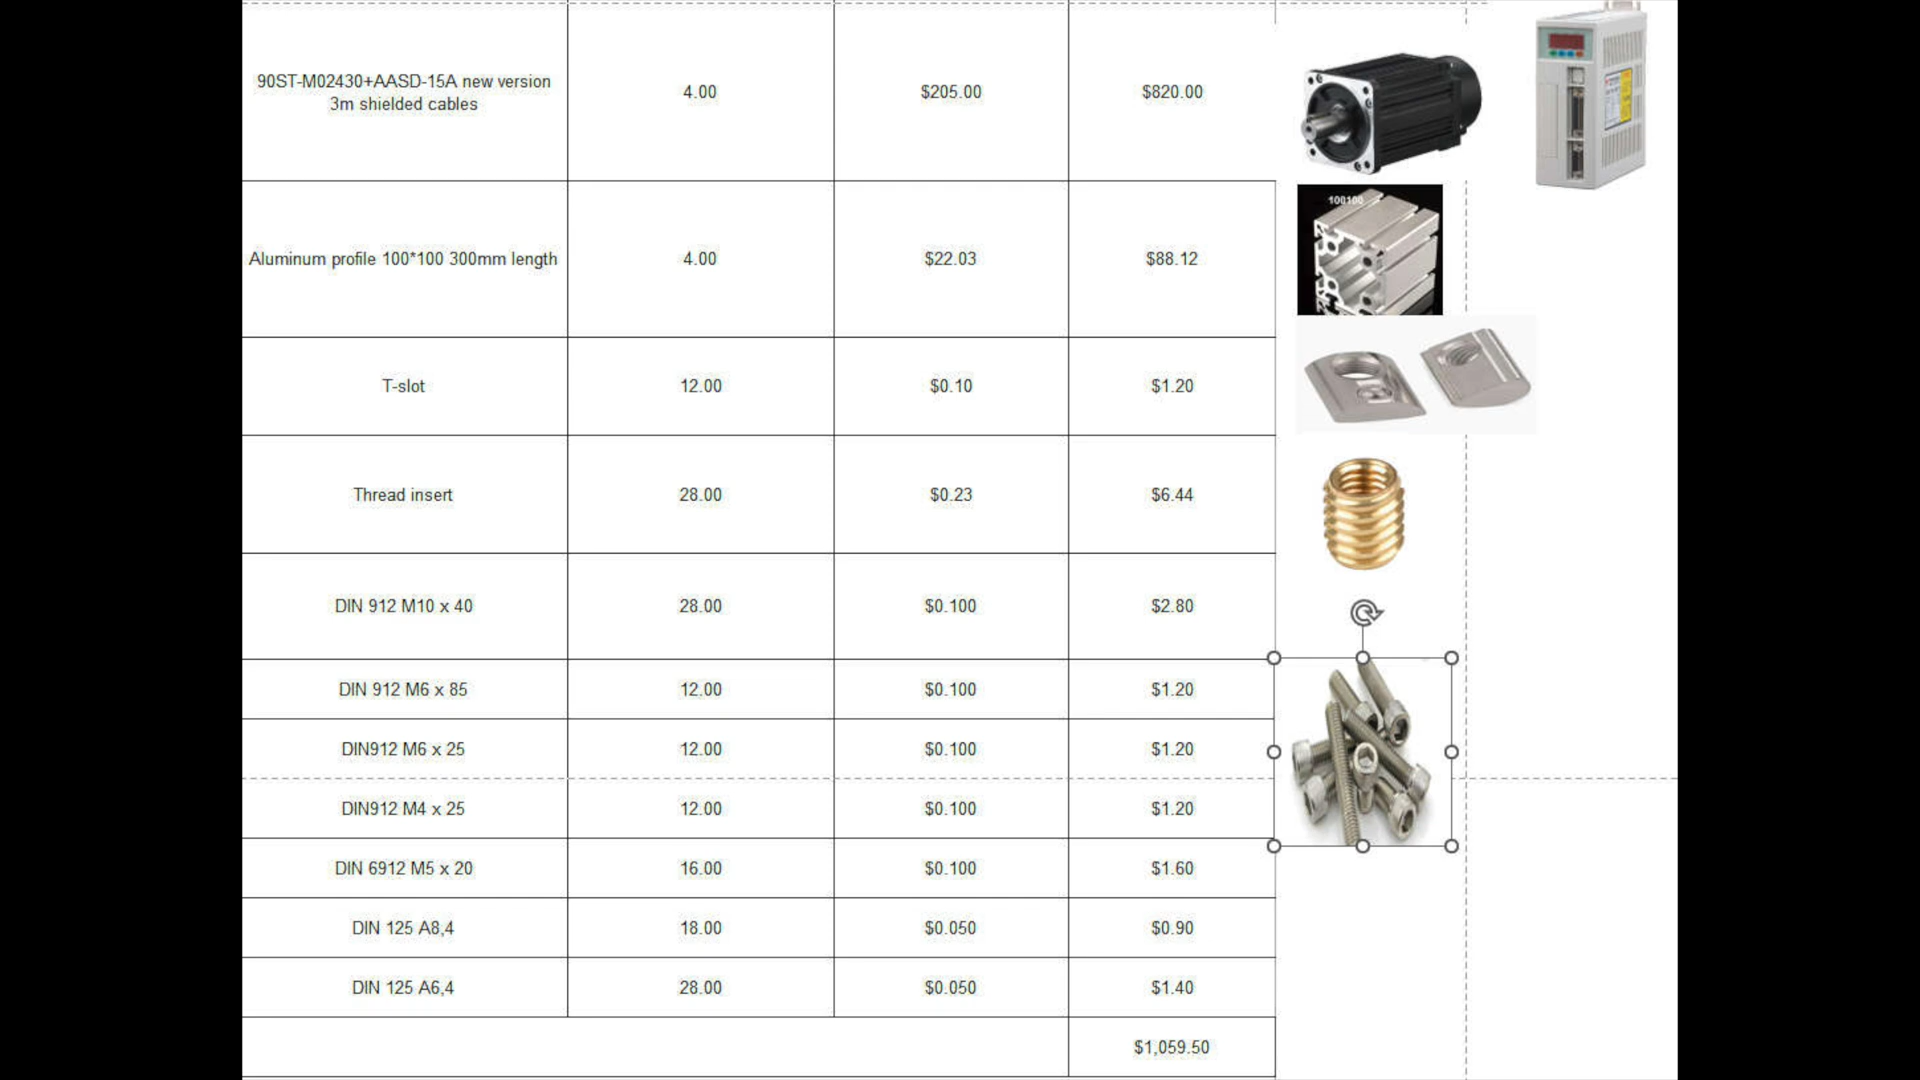 90ST-M02430+AASD-15A new version
3m shielded cables
4.00
$205.00
$820.00
100100
Aluminum profile 100*100 300mm length
4.00
$22.03
$88.12
T-slot
12.00
$0.10
$1.20
Thread insert
28.00
$0.23
$6.44
DIN 912 M10 x 40
28.00
$0.100
$2.80
DIN 912 M6 x 85
12.00
$0.100
$1.20
DIN912 M6 x 25
12.00
$0.100
$1.20
DIN912 M4 x 25
12.00
$0.100
$1.20
DIN 6912 M5 x 20
16.00
$0.100
$1.60
DIN 125 A8,4
18.00
$0.050
$0.90
DIN 125 A6,4
28.00
$0.050
$1.40
$1,059.50